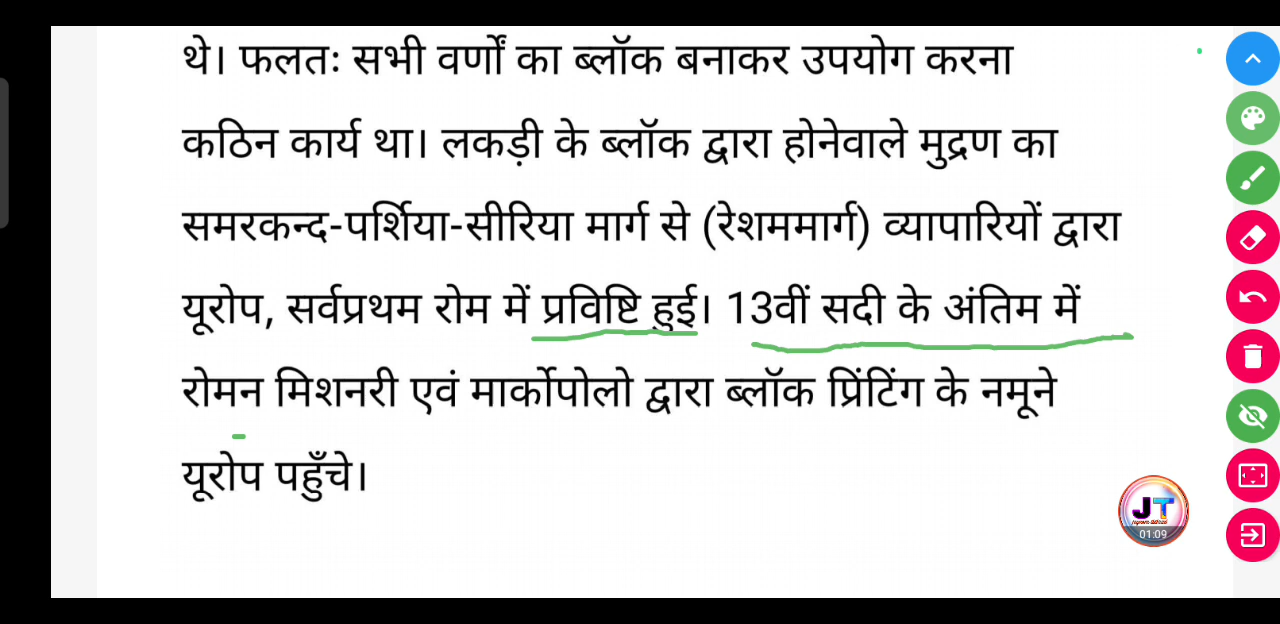 थे। फलतः सभी वर्णों का ब्लॉक बनाकर उपयोग करना
कठिन कार्य था। लकड़ी के ब्लॉक द्वारा होनेवाले मुद्रण का
समरकन्द-पर्शिया-सीरिया मार्ग से (रेशममार्ग) व्यापारियों द्वारा
यूरोप, सर्वप्रथम रोम में प्रविष्टि हुई। 13वीं सदी के अंतिम में
रोमन मिशनरी एवं मार्कोपोलो द्वारा ब्लॉक प्रिंटिंग के नमूने
यूरोप पहुँचे।
JT
01:09